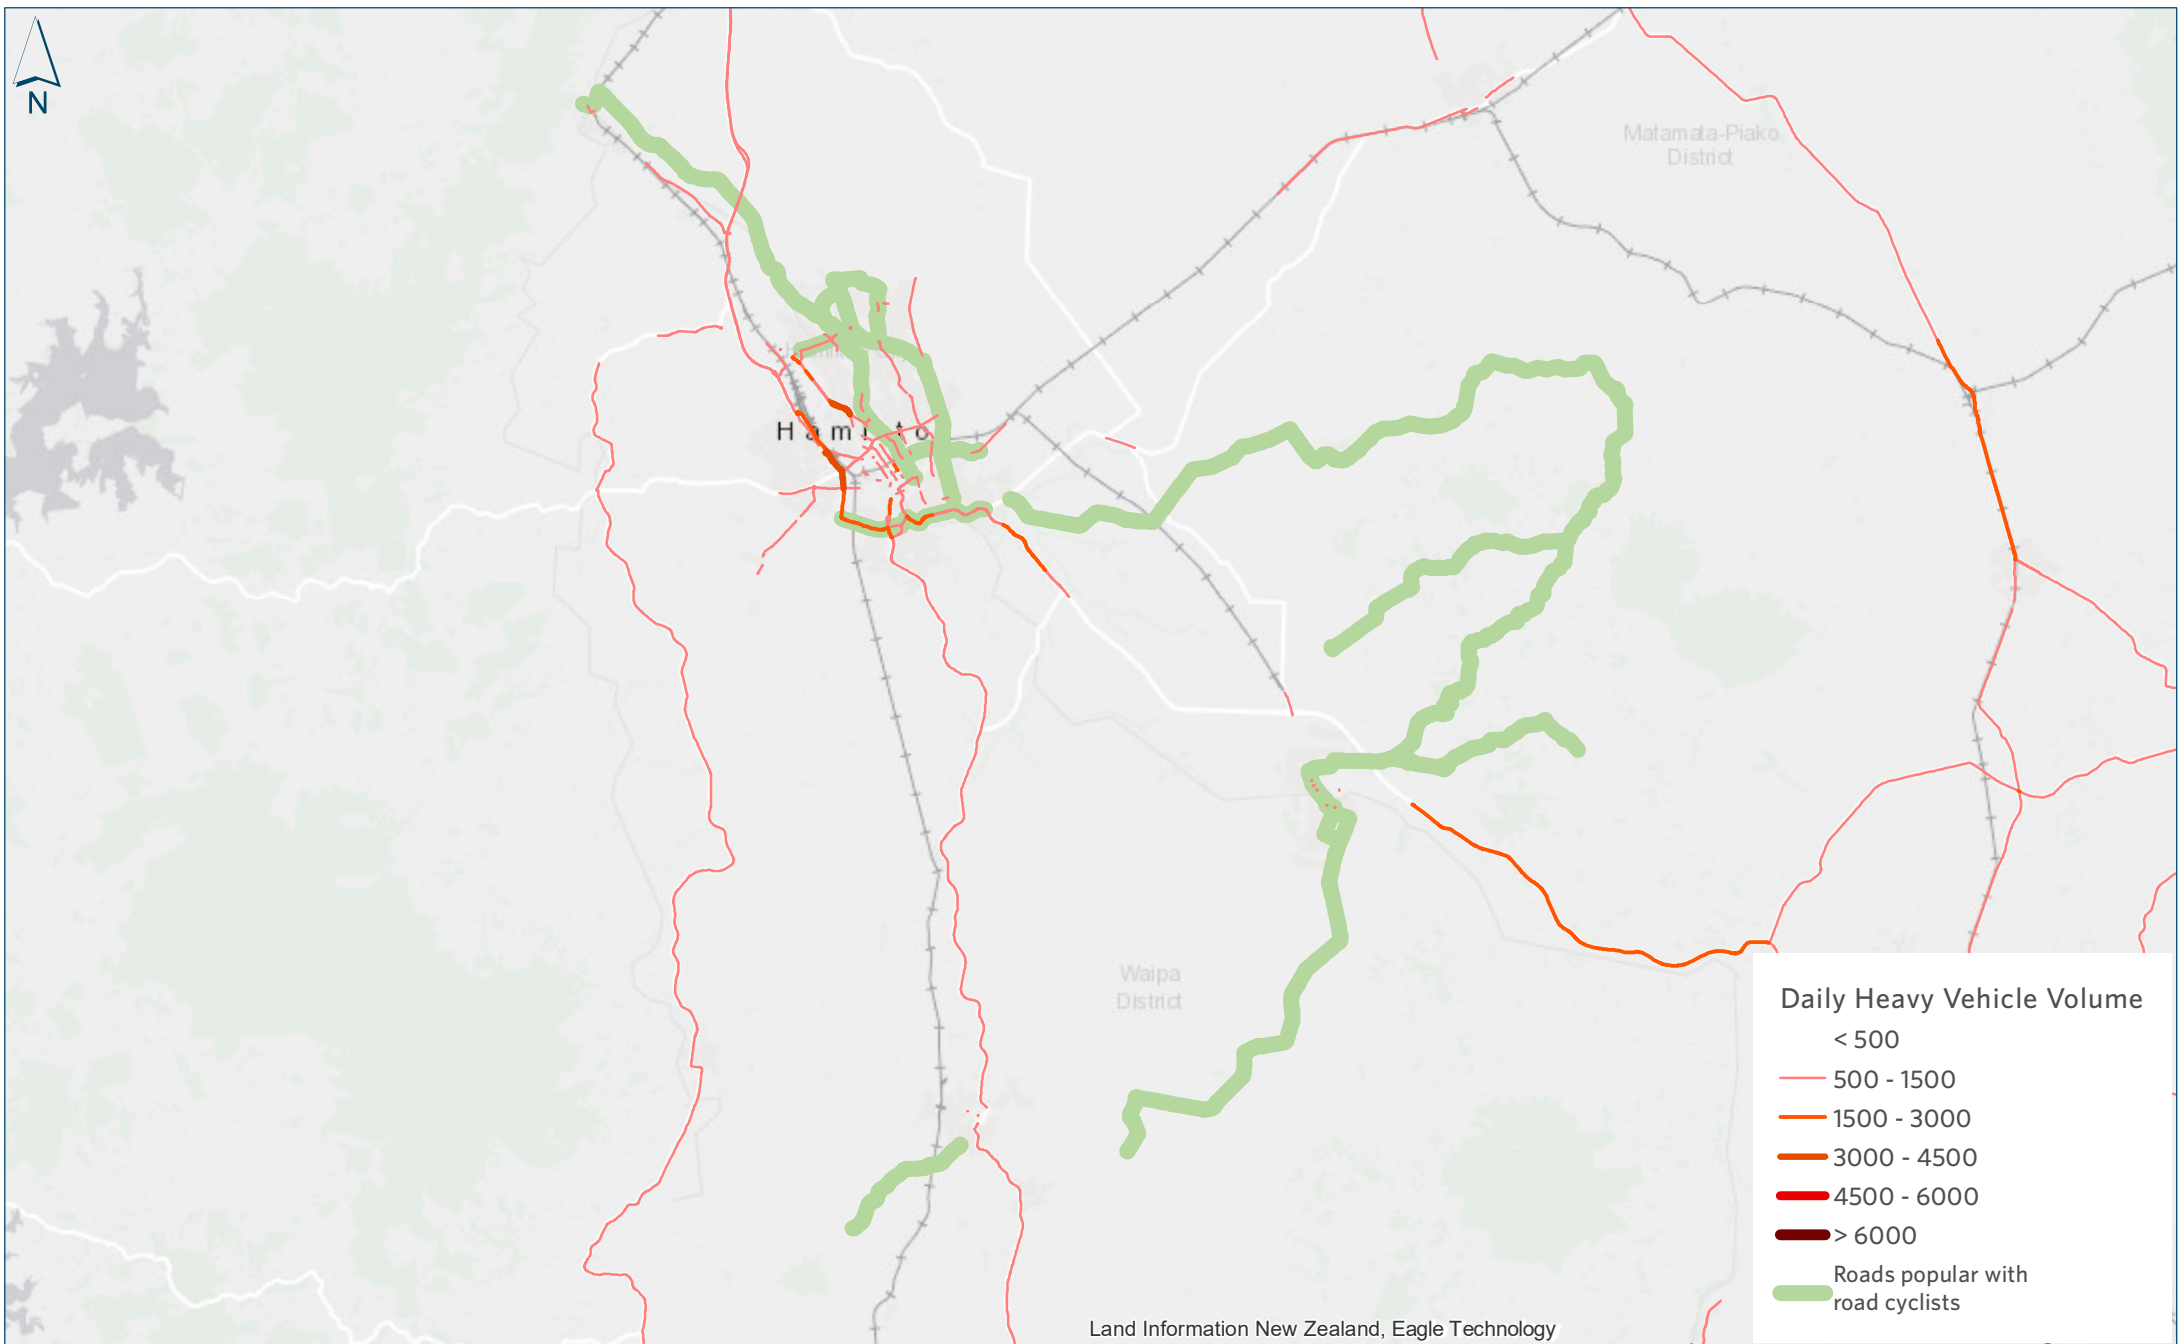 N
Matamata-Piako
District
Waipa
District
Daily Heavy Vehicle Volume
< 500
500 - 1500
1500 - 3000
3000 - 4500
4500 - 6000
> 6000
Roads popular with
road cyclists
Land Information New Zealand, Eagle Technology